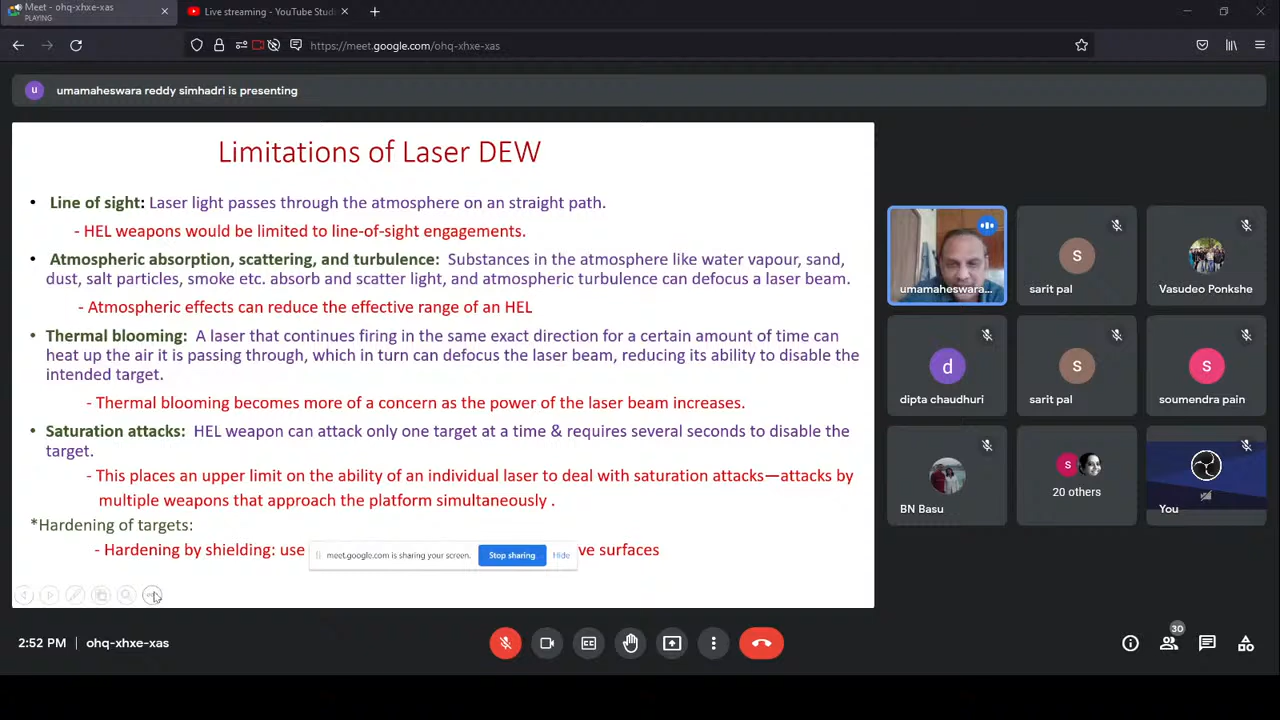 Meet - ohq-xhxe-xas
PLAYING
Live streaming - YouTube Stud
https://meet.google.com/ohq-xhxe-xas
u
umamaheswara reddy simhadri is presenting
Limitations of Laser DEW
• Line of sight: Laser light passes through the atmosphere on an straight path.
- HEL weapons would be limited to line-of-sight engagements.
• Atmospheric absorption, scattering, and turbulence: Substances in the atmosphere like water vapour, sand,
dust, salt particles, smoke etc. absorb and scatter light, and atmospheric turbulence can defocus a laser beam.
- Atmospheric effects can reduce the effective range of an HEL
• Thermal blooming: A laser that continues firing in the same exact direction for a certain amount of time can
heat up the air it is passing through, which in turn can defocus the laser beam, reducing its ability to disable the
intended target.
- Thermal blooming becomes more of a concern as the power of the laser beam increases.
• Saturation attacks: HEL weapon can attack only one target at a time & requires several seconds to disable the
target.
- This places an upper limit on the ability of an individual laser to deal with saturation attacks—attacks by
multiple weapons that approach the platform simultaneously .
*Hardening of targets:
- Hardening by shielding: use ve surfaces
meet.google.com is sharing your screen. Stop sharing Hide
umamaheswara...
s
sarit pal
Vasudeo Ponkshe
d
dipta chaudhuri
s
sarit pal
s
soumendra pain
BN Basu
s
20 others
You
2:52 PM | ohq-xhxe-xas
30